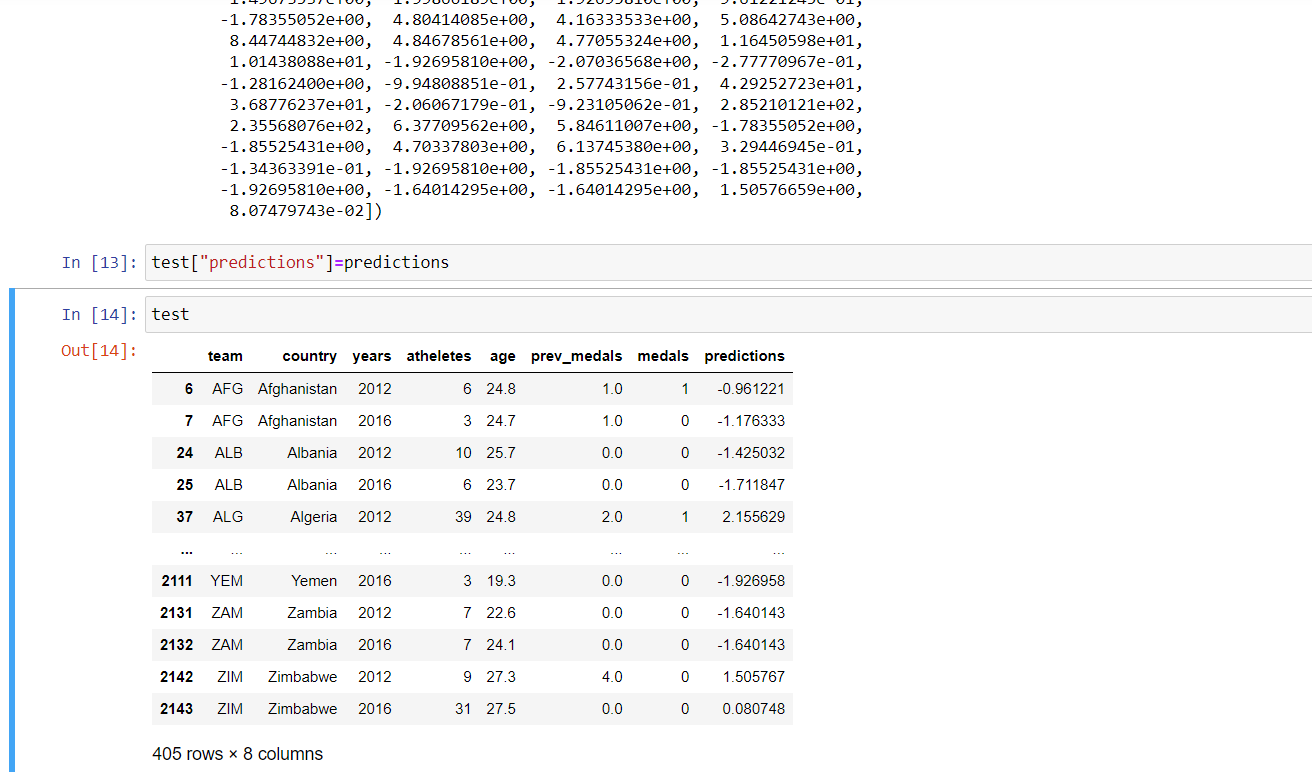 -1.78355052e+00, 4.80414085e+00, 4.16333533e+00, 5.08642743e+00,
8.44744832e+00, 4.84678561e+00, 4.77055324e+00, 1.16450598e+01,
1.01438088e+01, -1.92695810e+00, -2.07036568e+00, -2.77770967e-01,
-1.28162400e+00, -9.94808851e-01, 2.57743156e-01, 4.29252723e+01,
3.68776237e+01, -2.06067179e-01, -9.23105062e-01, 2.85210121e+02,
2.35568076e+02, 6.37709562e+00, 5.84611007e+00, -1.78355052e+00,
-1.85525431e+00, 4.70337803e+00, 6.13745380e+00, 3.29446945e-01,
-1.34363391e-01, -1.92695810e+00, -1.85525431e+00, -1.85525431e+00,
-1.92695810e+00, -1.64014295e+00, -1.64014295e+00, 1.50576659e+00,
8.07479743e-02])
In [13]: test["predictions"]=predictions
In [14]: test
Out[14]:
team country years atheletes age prev_medals medals predictions
6 AFG Afghanistan 2012 6 24.8 1.0 1 -0.961221
7 AFG Afghanistan 2016 3 24.7 1.0 0 -1.176333
24 ALB Albania 2012 10 25.7 0.0 0 -1.425032
25 ALB Albania 2016 6 23.7 0.0 0 -1.711847
37 ALG Algeria 2012 39 24.8 2.0 1 2.155629
... ... ... ... ... ... ... ... ...
2111 YEM Yemen 2016 3 19.3 0.0 0 -1.926958
2131 ZAM Zambia 2012 7 22.6 0.0 0 -1.640143
2132 ZAM Zambia 2016 7 24.1 0.0 0 -1.640143
2142 ZIM Zimbabwe 2012 9 27.3 4.0 0 1.505767
2143 ZIM Zimbabwe 2016 31 27.5 0.0 0 0.080748
405 rows × 8 columns